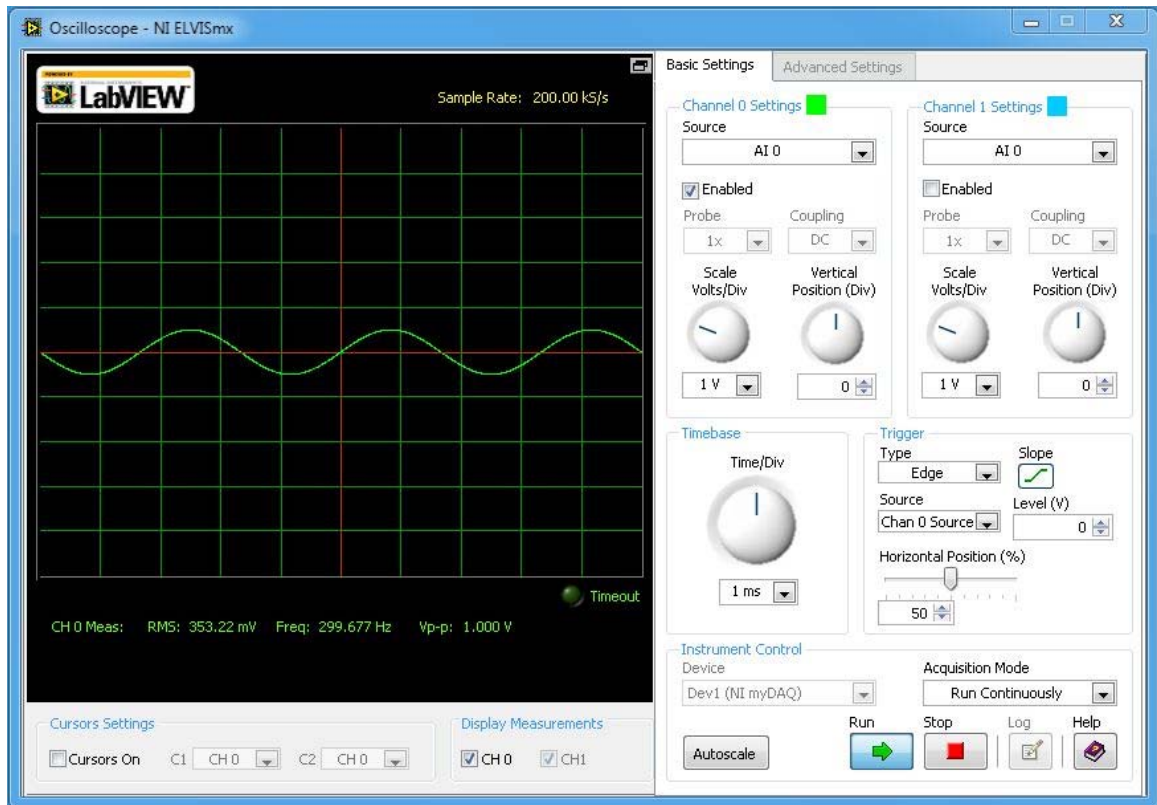 Oscilloscope - NI ELVISmx
POWERED BY
LabVIEW
Sample Rate: 200.00 kS/s
Timeout
CH 0 Meas: RMS: 353.22 mV Freq: 299.677 Hz Vp-p: 1.000 V
Cursors Settings
Cursors On C1 CH 0 C2 CH 0
Display Measurements
CH 0 CH1
Basic Settings Advanced Settings
Channel 0 Settings
Source
AI 0
Enabled
Probe Coupling
1x DC
Scale Vertical
Volts/Div Position (Div)
1 V 0
Channel 1 Settings
Source
AI 0
Enabled
Probe Coupling
1x DC
Scale Vertical
Volts/Div Position (Div)
1 V 0
Timebase
Time/Div
1 ms
Trigger
Type Slope
Edge
Source Level (V)
Chan 0 Source 0
Horizontal Position (%)
50
Instrument Control
Device Acquisition Mode
Dev1 (NI myDAQ) Run Continuously
Run Stop Log Help
Autoscale